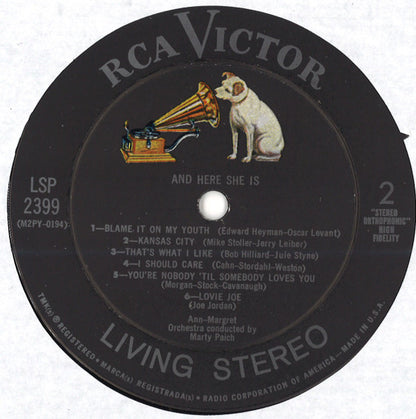 RCA VICTOR
AND HERE SHE IS
LSP
2399
(M2PY-0194)
2
"STEREO
ORTHOPHONIC"
HIGH
FIDELITY
1—BLAME IT ON MY YOUTH (Edward Heyman-Oscar Levant)
2—KANSAS CITY (Mike Stoller-Jerry Leiber)
3—THAT'S WHAT I LIKE (Bob Hilliard-Jule Styne)
4—I SHOULD CARE (Cahn-Stordahl-Weston)
5—YOU'RE NOBODY 'TIL SOMEBODY LOVES YOU
(Morgan-Stock-Cavanaugh)
6—LOVIE JOE
(Joe Jordan)
Ann-Margret
Orchestra conducted by
Marty Paich
LIVING STEREO
TMK(s) ® REGISTERED • MARCA(s) REGISTRADA(s) • RADIO CORPORATION OF AMERICA—MADE IN U.S.A.